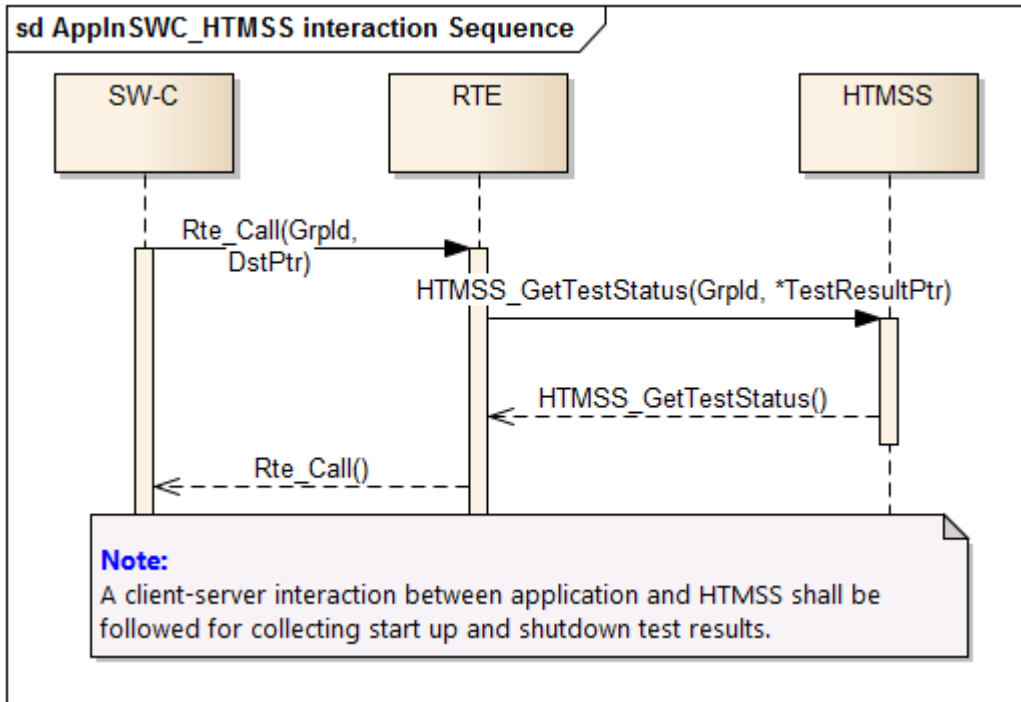 sd AppInSWC_HTMSS interaction Sequence
SW-C
RTE
HTMSS
Rte_Call(GrpId,
DstPtr)
HTMSS_GetTestStatus(GrpId, *TestResultPtr)
HTMSS_GetTestStatus()
Rte_Call()
Note:
A client-server interaction between application and HTMSS shall be
followed for collecting start up and shutdown test results.